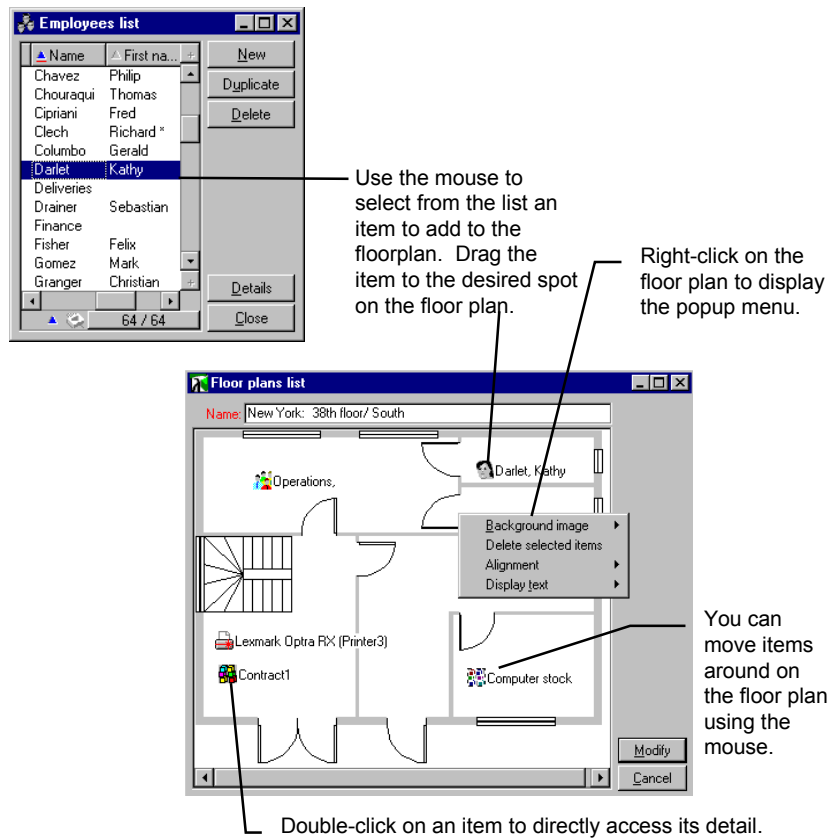 Employees list
Name First na...
Chavez Philip
Chouraqui Thomas
Cipriani Fred
Clech Richard *
Columbo Gerald
Darlet Kathy
Deliveries
Drainer Sebastian
Finance
Fisher Felix
Gomez Mark
Granger Christian
64 / 64
New
Duplicate
Delete
Details
Close
Use the mouse to
select from the list an
item to add to the
floorplan. Drag the
item to the desired spot
on the floor plan.
Right-click on the
floor plan to display
the popup menu.
Floor plans list
Name: New York: 38th floor/ South
Operations,
Darlet, Kathy
Background image
Delete selected items
Alignment
Display text
Lexmark Optra RX (Printer3)
Contract1
Computer stock
You can
move items
around on
the floor plan
using the
mouse.
Modify
Cancel
Double-click on an item to directly access its detail.